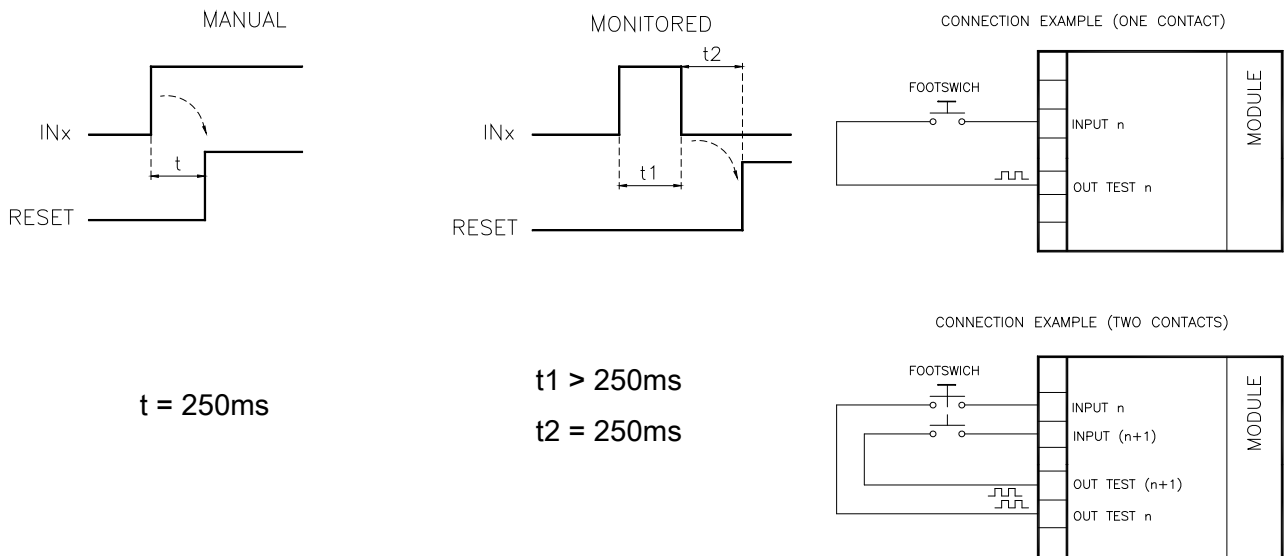 MANUAL
INx
t
RESET
t = 250ms
MONITORED
t2
INx
t1
RESET
t1 > 250ms
t2 = 250ms
CONNECTION EXAMPLE (ONE CONTACT)
FOOTSWICH
INPUT n
OUT TEST n
MODULE
CONNECTION EXAMPLE (TWO CONTACTS)
FOOTSWICH
INPUT n
INPUT (n+1)
OUT TEST (n+1)
OUT TEST n
MODULE